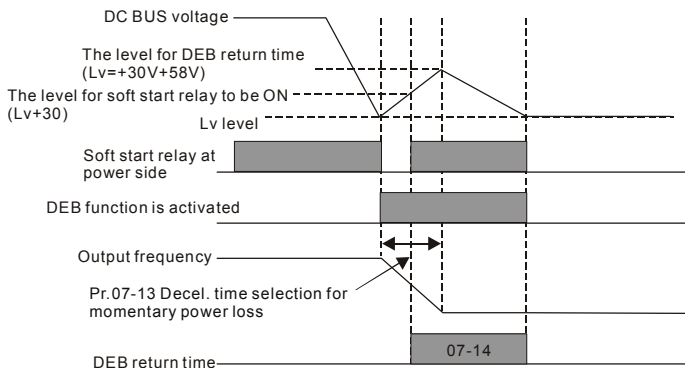 DC BUS voltage
The level for DEB return time
(Lv=+30V+58V)
The level for soft start relay to be ON
(Lv+30)
Lv level
Soft start relay at
power side
DEB function is activated
Output frequency
Pr.07-13 Decel. time selection for
momentary power loss
07-14
DEB return time